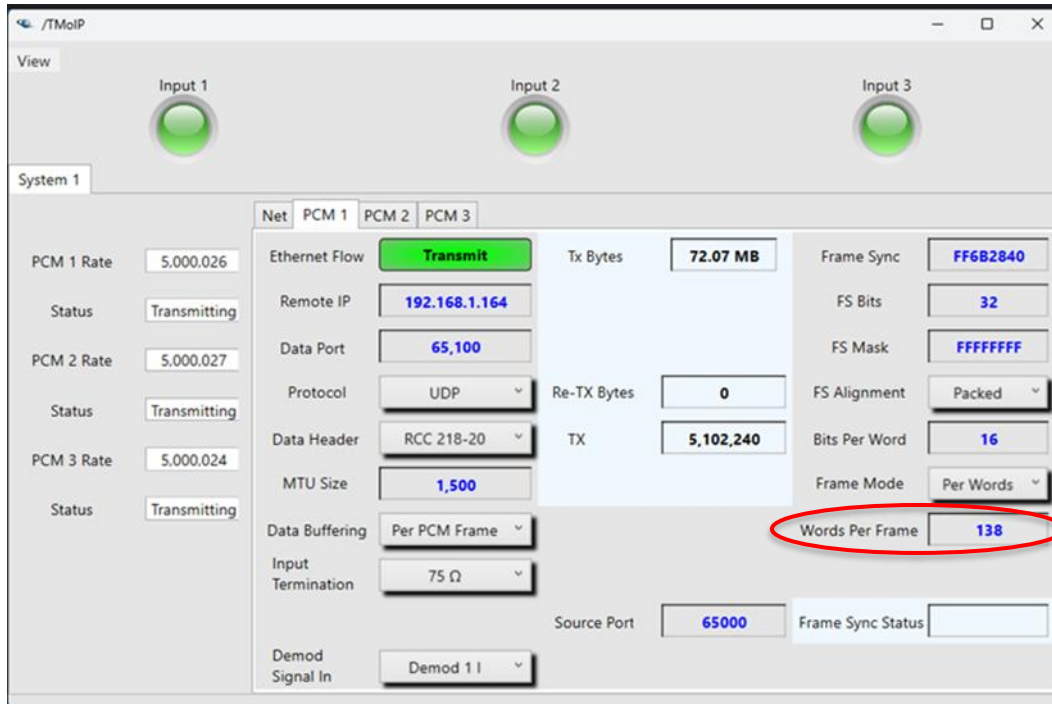 /TMoIP
View
Input 1 Input 2 Input 3
System 1
Net PCM 1 PCM 2 PCM 3
PCM 1 Rate 5,000,026
Status Transmitting
PCM 2 Rate 5,000,027
Status Transmitting
PCM 3 Rate 5,000,024
Status Transmitting
Ethernet Flow Transmit
Remote IP 192.168.1.164
Data Port 65,100
Protocol UDP
Data Header RCC 218-20
MTU Size 1,500
Data Buffering Per PCM Frame
Input
Termination 75 Ω
Demod
Signal In Demod 1 I
Tx Bytes 72.07 MB
Re-TX Bytes 0
TX 5,102,240
Source Port 65000
Frame Sync FF6B2840
FS Bits 32
FS Mask FFFFFFFF
FS Alignment Packed
Bits Per Word 16
Frame Mode Per Words
Words Per Frame 138
Frame Sync Status